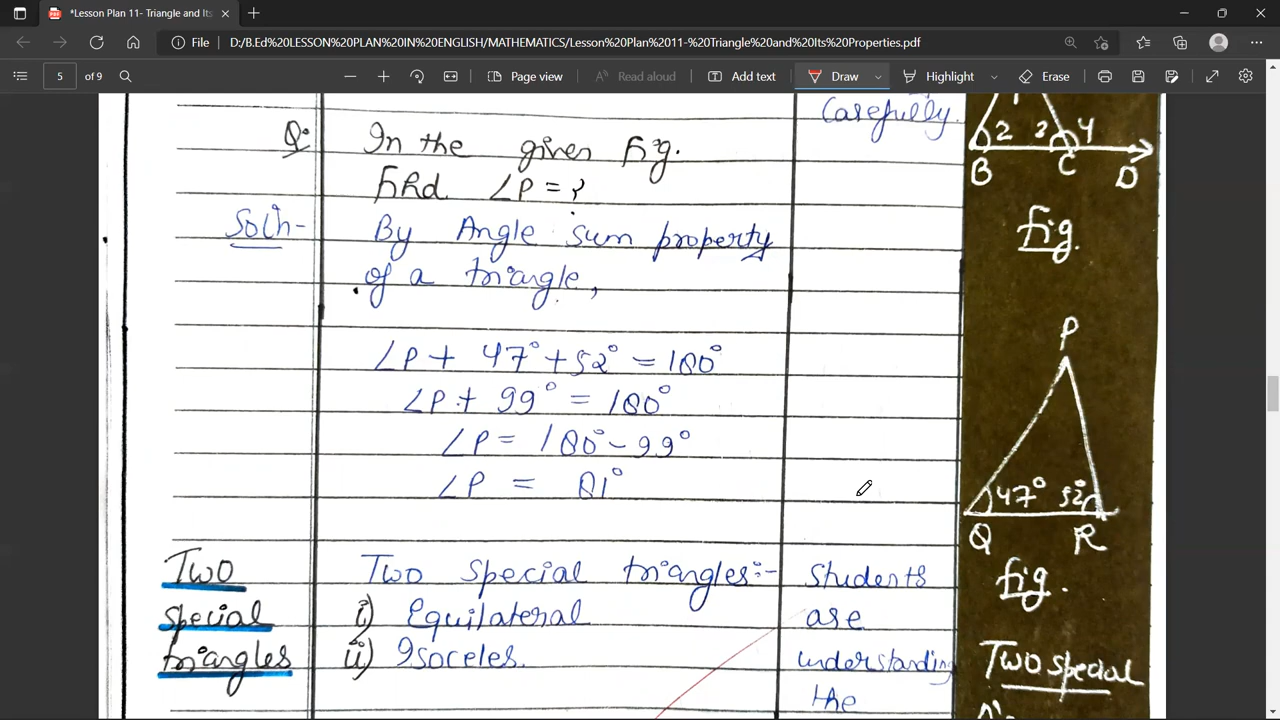 *Lesson Plan 11- Triangle and Its
File
D:/B.Ed%20LESSON%20PLAN%20IN%20ENGLISH/MATHEMATICS/Lesson%20Plan%2011-%20Triangle%20and%20Its%20Properties.pdf
5 of 9
Page view
Read aloud
Add text
Draw
Highlight
Erase
Carefully.
Q:
In the given fig.
find ∠P = ?
Soln-
By Angle sum property
of a triangle,
∠P + 47° + 52° = 180°
∠P + 99° = 180°
∠P = 180° - 99°
∠P = 81°
Two
special
triangles
Two special triangles:-
i) Equilateral
ii) Isoceles.
Students
are
understanding
the
2 3 4
B C D
fig.
P
47° 52°
Q R
fig.
Two special